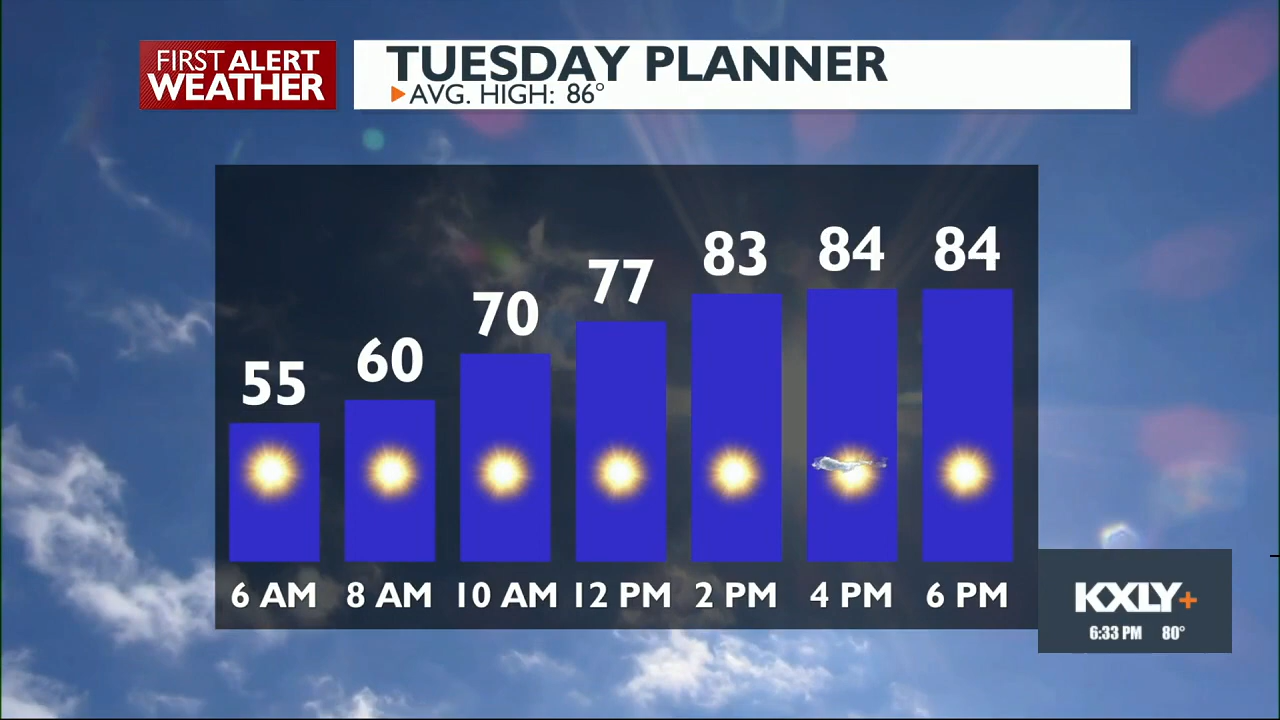 FIRST ALERT
WEATHER
TUESDAY PLANNER
AVG. HIGH: 86°
55
60
70
77
83
84
84
6 AM
8 AM
10 AM
12 PM
2 PM
4 PM
6 PM
KXLY+
6:33 PM 80°